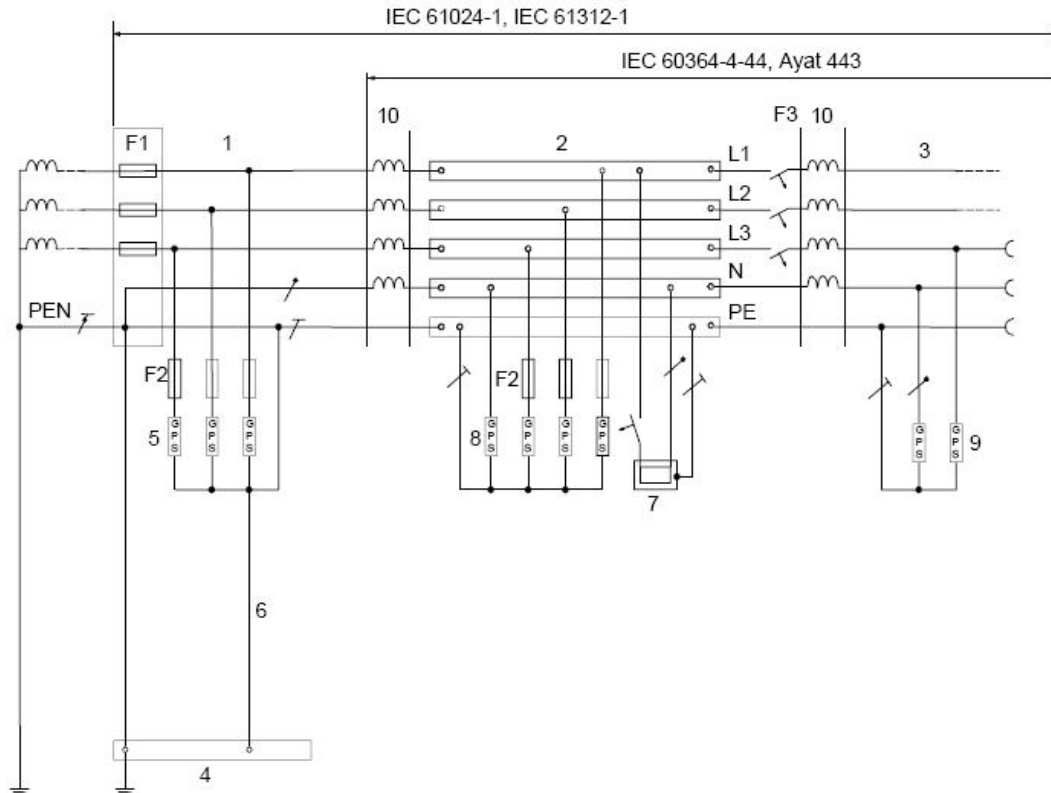 IEC 61024-1, IEC 61312-1
IEC 60364-4-44, Ayat 443
F1 1 10 2 F3 10 3
L1
L2
L3
N
PEN PE
F2 F2
5 GPS GPS GPS 8 GPS GPS GPS GPS GPS GPS 9
7
6
4